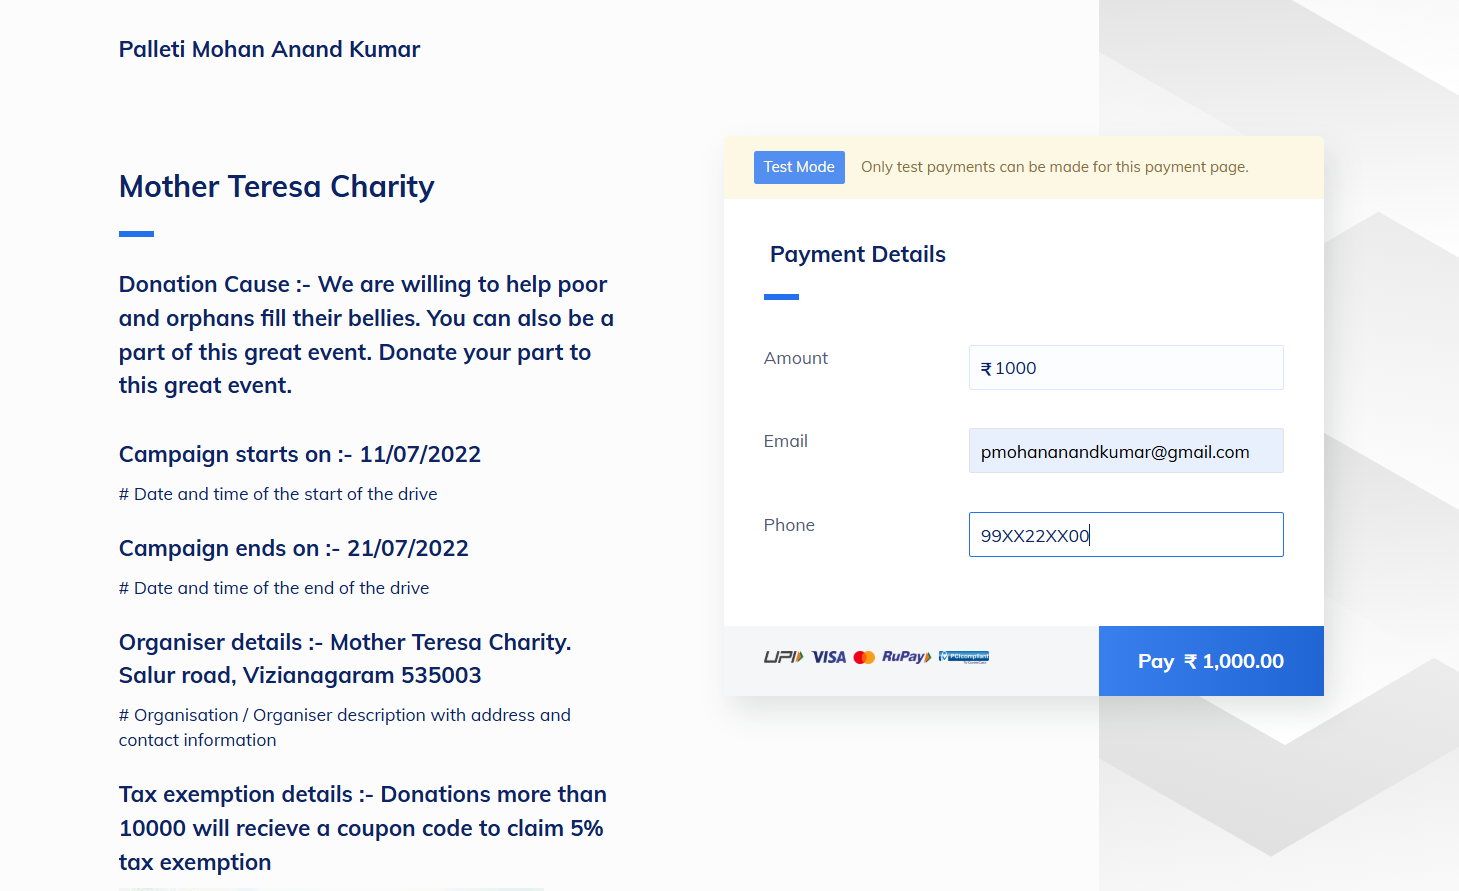 Palleti Mohan Anand Kumar
Mother Teresa Charity
Donation Cause :- We are willing to help poor
and orphans fill their bellies. You can also be a
part of this great event. Donate your part to
this great event.
Campaign starts on :- 11/07/2022
# Date and time of the start of the drive
Campaign ends on :- 21/07/2022
# Date and time of the end of the drive
Organiser details :- Mother Teresa Charity.
Salur road, Vizianagaram 535003
# Organisation / Organiser description with address and
contact information
Tax exemption details :- Donations more than
10000 will recieve a coupon code to claim 5%
tax exemption
Test Mode Only test payments can be made for this payment page.
Payment Details
Amount ₹ 1000
Email pmohananandkumar@gmail.com
Phone 99XX22XX00
UPI VISA RuPay PCI compliant
Pay ₹ 1,000.00